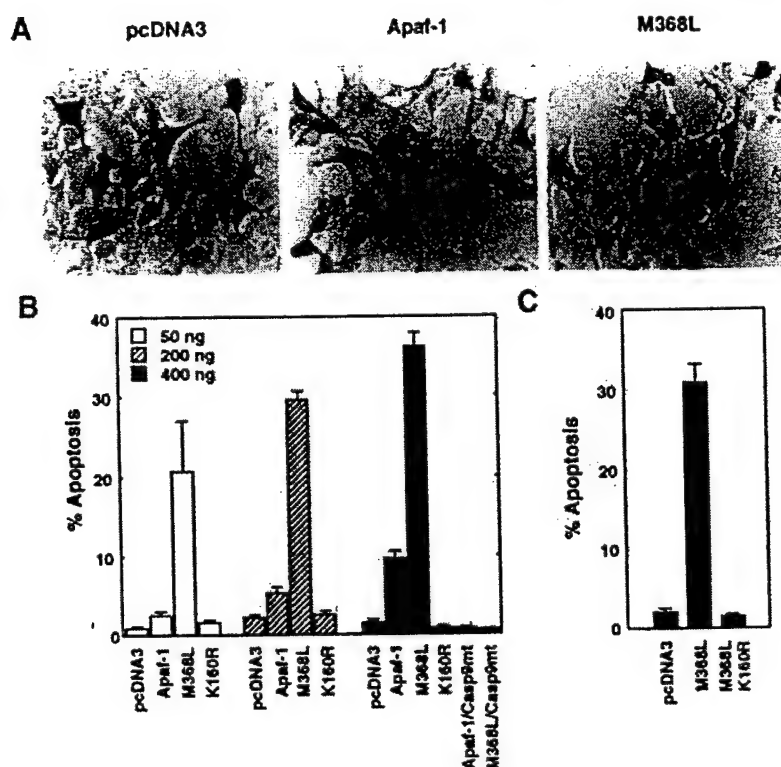 A
pcDNA3
Apaf-1
M368L
B
40
30
20
10
0
% Apoptosis
50 ng
200 ng
400 ng
pcDNA3
Apaf-1
M368L
K160R
pcDNA3
Apaf-1
M368L
K160R
pcDNA3
Apaf-1
M368L
K160R
Apaf-1/Casp9mt
M368L/Casp9mt
C
40
30
20
10
0
% Apoptosis
pcDNA3
M368L
M368L
K160R